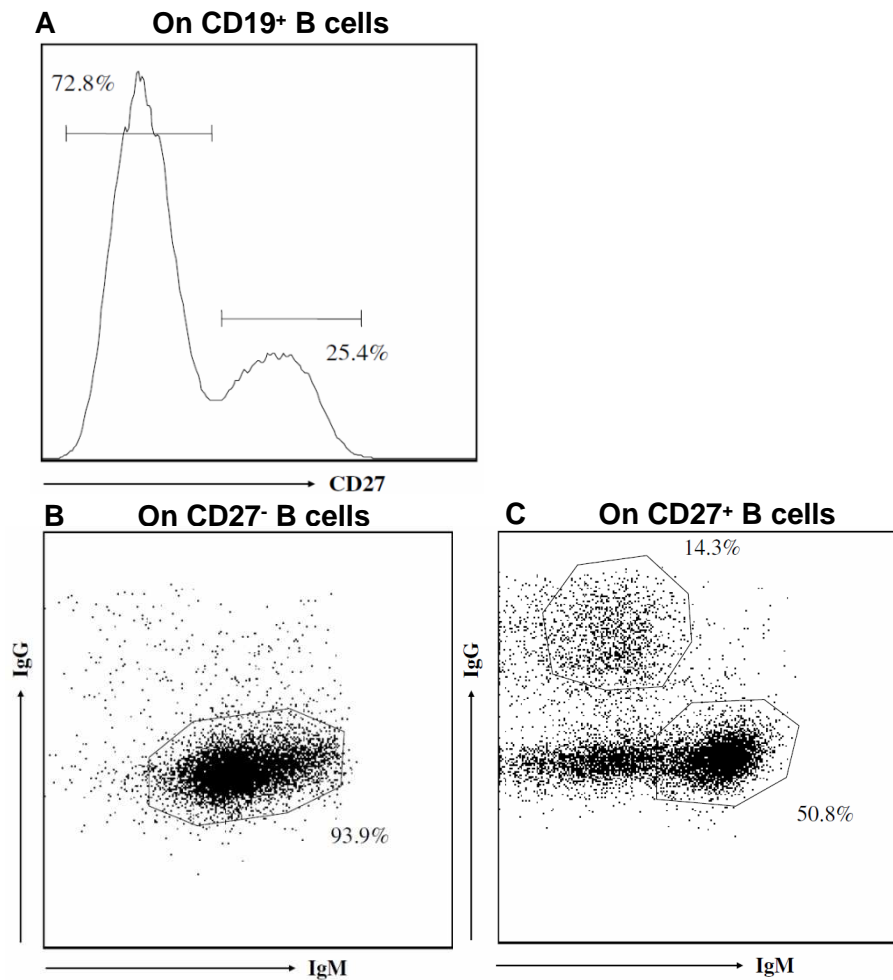 A On CD19⁺ B cells
72.8%
25.4%
CD27
B On CD27⁻ B cells
IgG
93.9%
IgM
C On CD27⁺ B cells
14.3%
IgG
50.8%
IgM